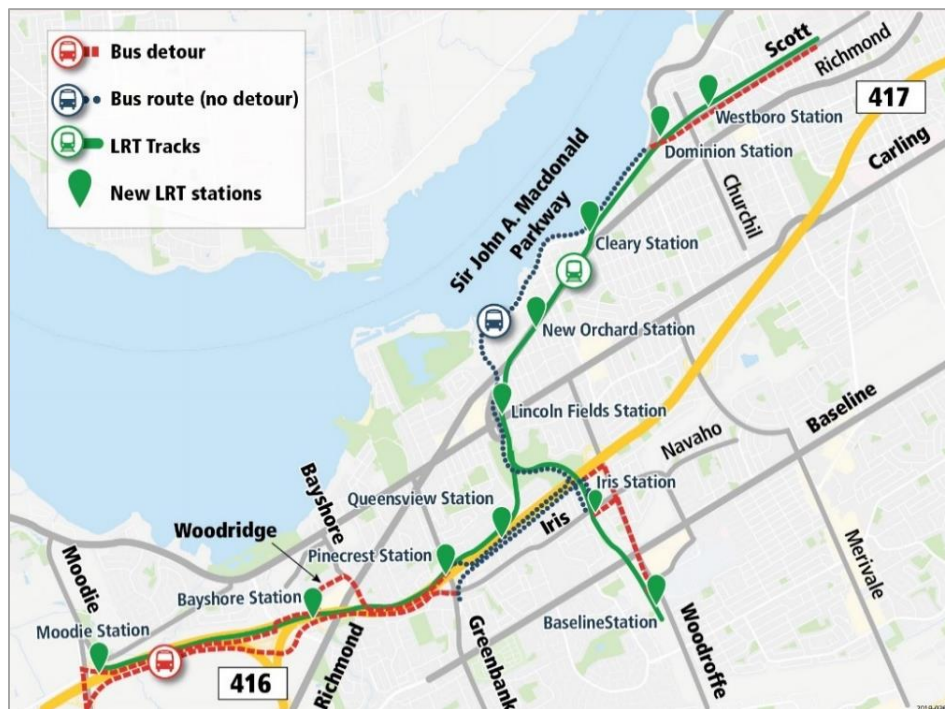 Bus detour
Bus route (no detour)
LRT Tracks
New LRT stations
Scott
Richmond
417
Westboro Station
Dominion Station
Carling
Churchil
Sir John A. Macdonald
Parkway
Cleary Station
New Orchard Station
Lincoln Fields Station
Baseline
Navaho
Iris Station
Queensview Station
Iris
Bayshore
Woodridge
Pinecrest Station
Merivale
Moodie
Bayshore Station
Moodie Station
BaselineStation
Woodroffe
Greenbank
Richmond
416